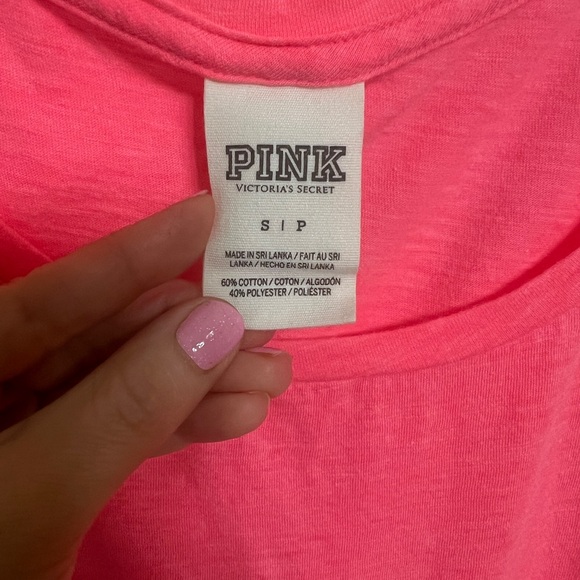 PINK
VICTORIA'S SECRET
S | P
MADE IN SRI LANKA / FAIT AU SRI
LANKA / HECHO EN SRI LANKA
60% COTTON / COTON / ALGODÓN
40% POLYESTER / POLIÉSTER